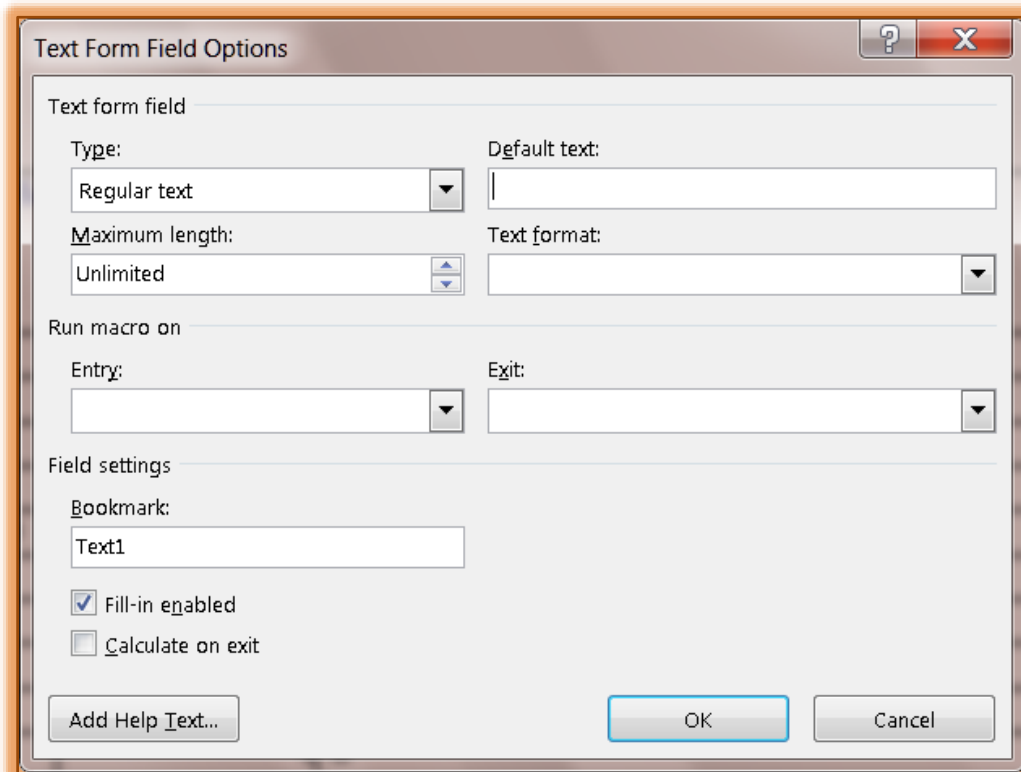 Text Form Field Options
Text form field
Type:
Default text:
Regular text
Maximum length:
Text format:
Unlimited
Run macro on
Entry:
Exit:
Field settings
Bookmark:
Text1
Fill-in enabled
Calculate on exit
Add Help Text...
OK
Cancel